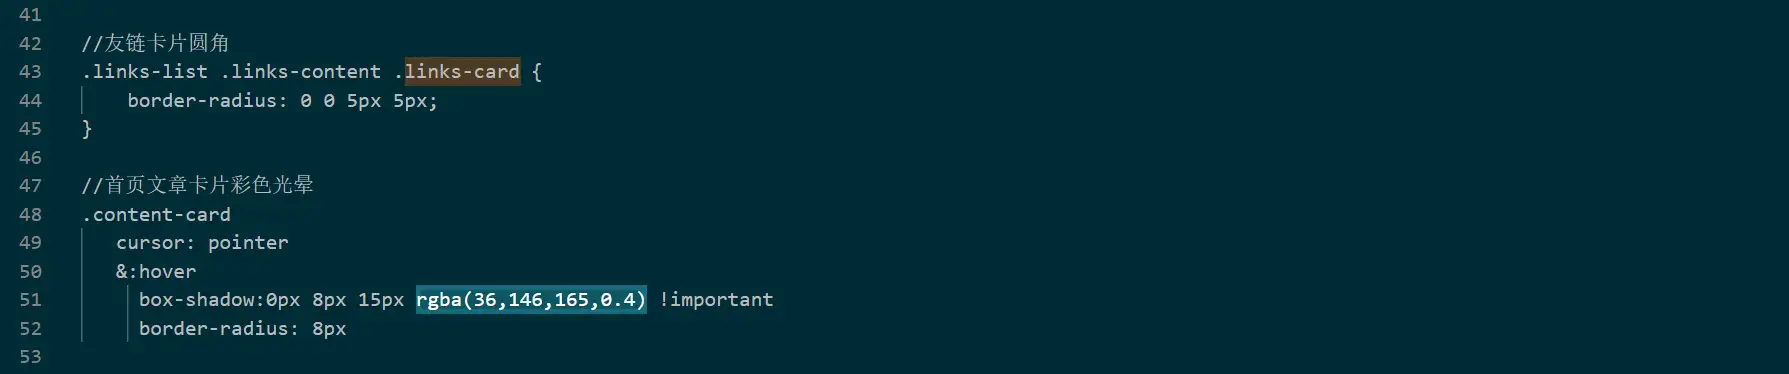 41
42 //友链卡片圆角
43 .links-list .links-content .links-card {
44 border-radius: 0 0 5px 5px;
45 }
46
47 //首页文章卡片彩色光晕
48 .content-card
49 cursor: pointer
50 &:hover
51 box-shadow:0px 8px 15px rgba(36,146,165,0.4) !important
52 border-radius: 8px
53